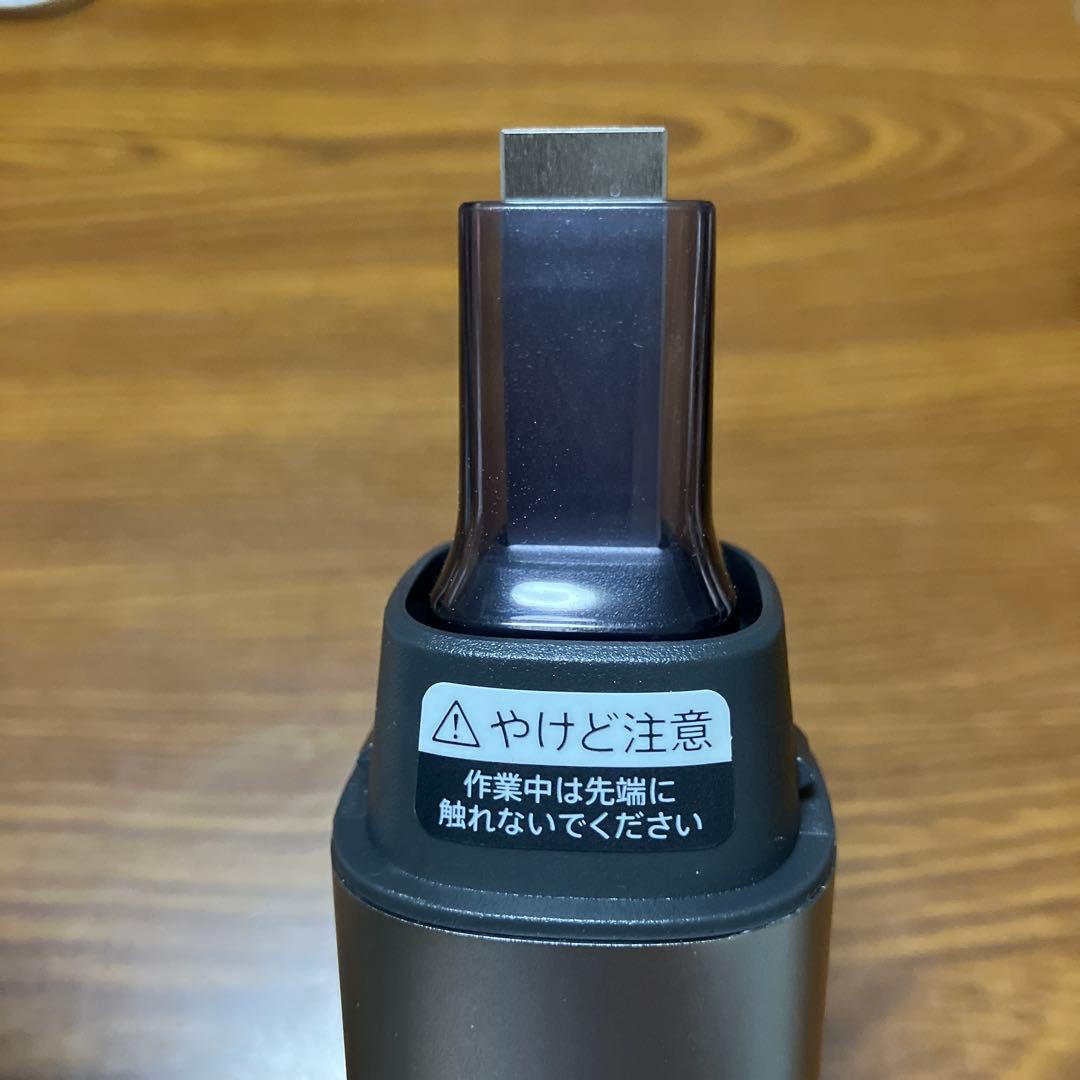 やけど注意
作業中は先端に
触れないでください